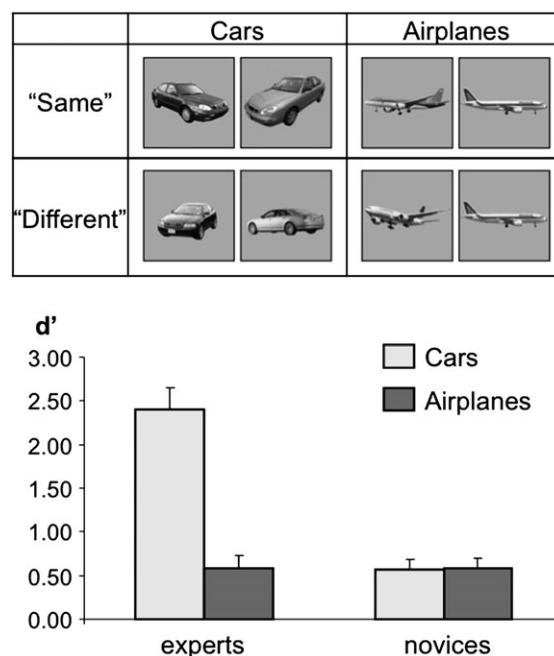 Cars Airplanes
“Same”
“Different”
d’
3.00
2.50
2.00
1.50
1.00
0.50
0.00
Cars
Airplanes
experts novices